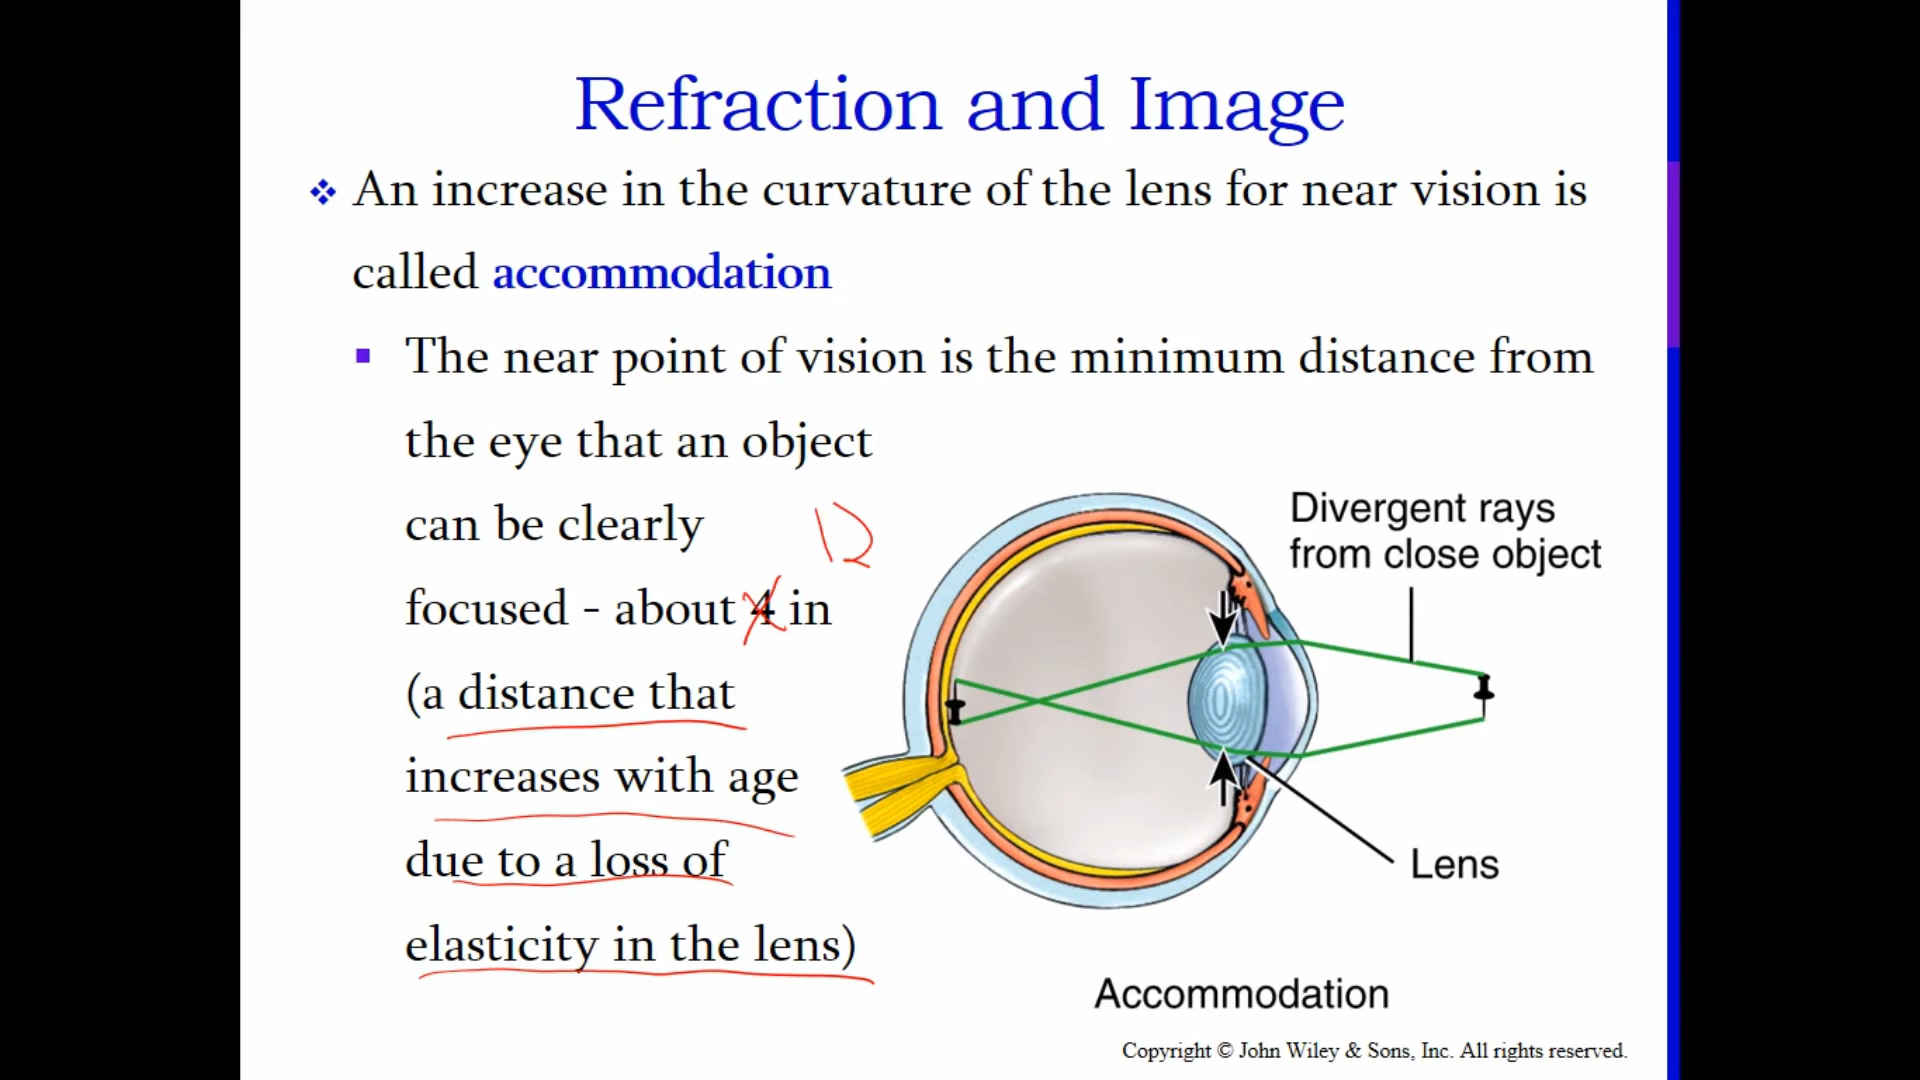 Refraction and Image
An increase in the curvature of the lens for near vision is
called accommodation
The near point of vision is the minimum distance from
the eye that an object
can be clearly
12
focused - about 4 in
(a distance that
increases with age
due to a loss of
elasticity in the lens)
Divergent rays
from close object
Lens
Accommodation
Copyright © John Wiley & Sons, Inc. All rights reserved.